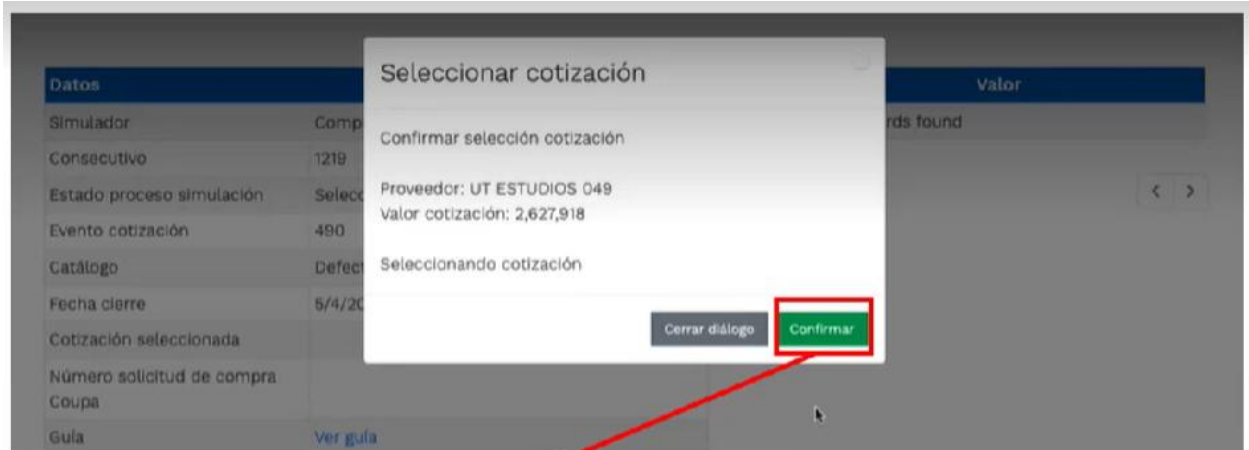 Seleccionar cotización
Datos
Valor
Simulador
Comp
rds found
Confirmar selección cotización
Consecutivo
1219
Estado proceso simulación
Selecc
Proveedor: UT ESTUDIOS 049
Valor cotización: 2,627,918
Evento cotización
490
Catálogo
Defect
Seleccionando cotización
Fecha cierre
5/4/20
Cotización seleccionada
Cerrar diálogo
Confirmar
Número solicitud de compra
Coupa
Guía
Ver guía